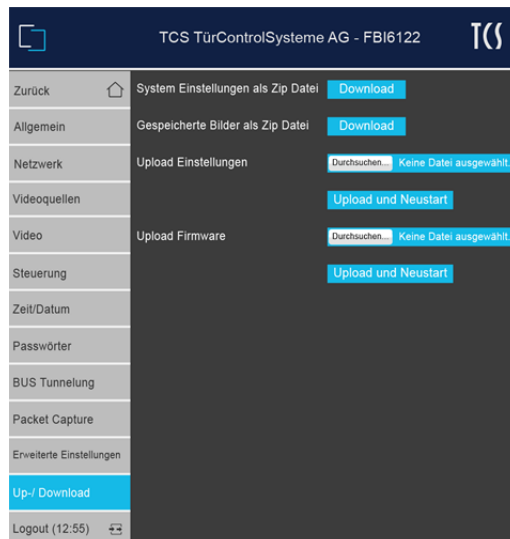 TCS TürControlSysteme AG - FBI6122
TCS
Zurück
Allgemein
Netzwerk
Videoquellen
Video
Steuerung
Zeit/Datum
Passwörter
BUS Tunnelung
Packet Capture
Erweiterte Einstellungen
Up-/ Download
Logout (12:55)
System Einstellungen als Zip Datei Download
Gespeicherte Bilder als Zip Datei Download
Upload Einstellungen Durchsuchen... Keine Datei ausgewählt.
Upload und Neustart
Upload Firmware Durchsuchen... Keine Datei ausgewählt.
Upload und Neustart